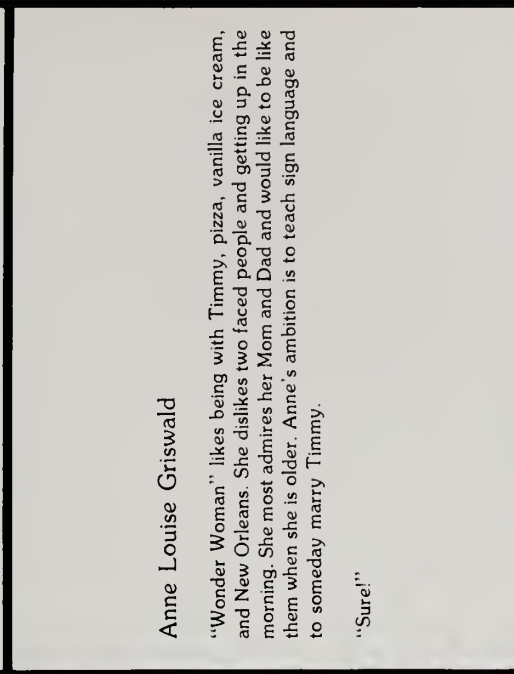 Anne Louise Griswald
“Wonder Woman” likes being with Timmy, pizza, vanilla ice cream,
and New Orleans. She dislikes two faced people and getting up in the
morning. She most admires her Mom and Dad and would like to be like
them when she is older. Anne’s ambition is to teach sign language and
to someday marry Timmy.
“Sure!”